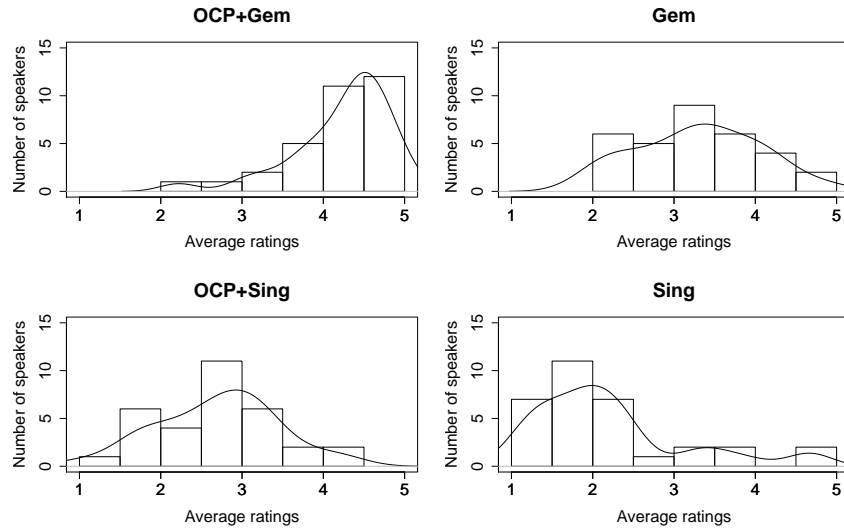 OCP+Gem
Number of speakers
0 5 10 15
1 2 3 4 5
Average ratings
Gem
Number of speakers
0 5 10 15
1 2 3 4 5
Average ratings
OCP+Sing
Number of speakers
0 5 10 15
1 2 3 4 5
Average ratings
Sing
Number of speakers
0 5 10 15
1 2 3 4 5
Average ratings